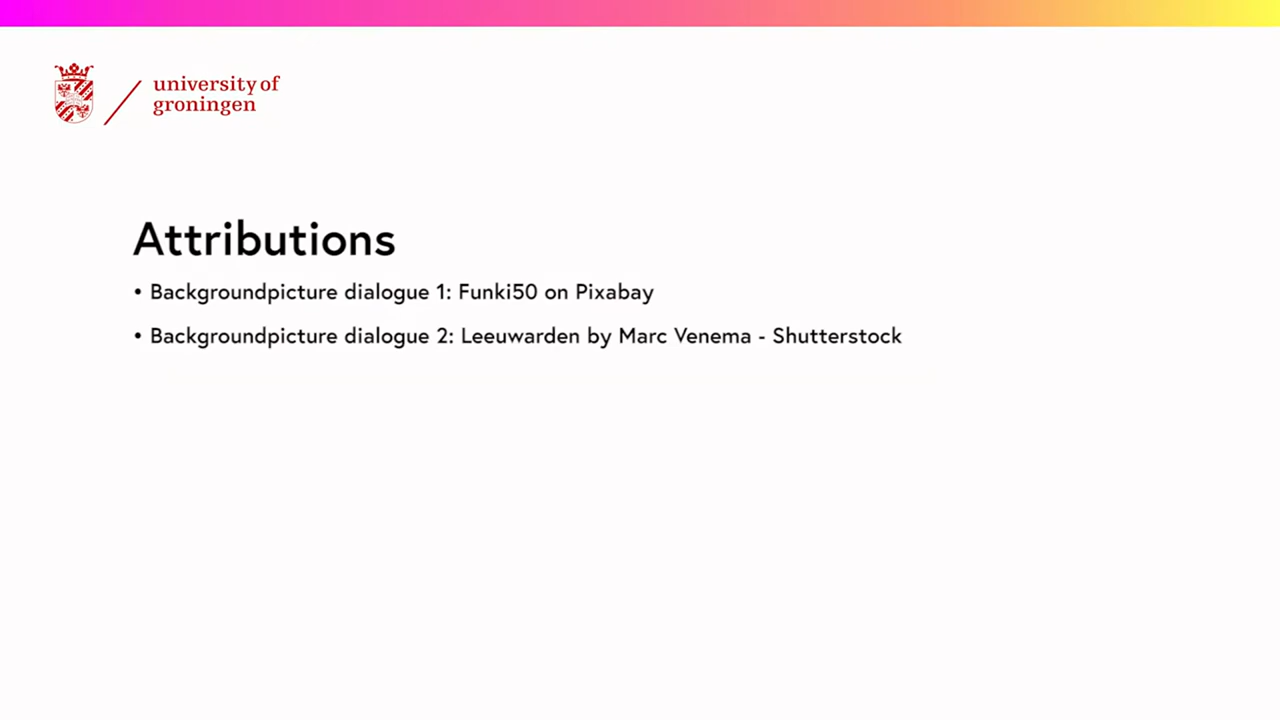 university of
groningen
Attributions
• Backgroundpicture dialogue 1: Funki50 on Pixabay
• Backgroundpicture dialogue 2: Leeuwarden by Marc Venema - Shutterstock